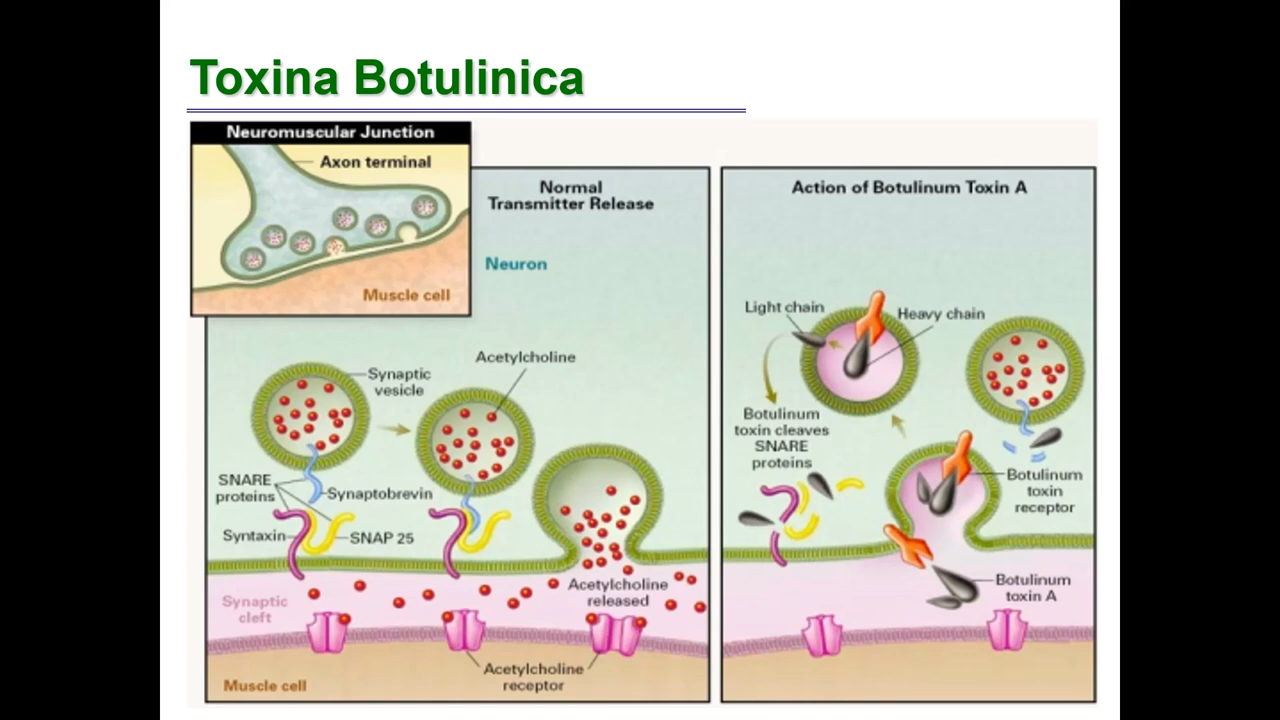 Toxina Botulinica
Neuromuscular Junction
Axon terminal
Muscle cell
Normal
Transmitter Release
Neuron
Acetylcholine
Synaptic
vesicle
SNARE
proteins
Synaptobrevin
Syntaxin
SNAP 25
Acetylcholine
released
Synaptic
cleft
Acetylcholine
receptor
Muscle cell
Action of Botulinum Toxin A
Light chain
Heavy chain
Botulinum
toxin cleaves
SNARE
proteins
Botulinum
toxin
receptor
Botulinum
toxin A